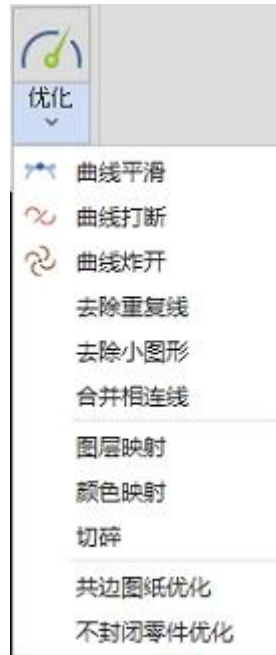 优化
曲线平滑
曲线打断
曲线炸开
去除重复线
去除小图形
合并相连线
图层映射
颜色映射
切碎
共边图纸优化
不封闭零件优化